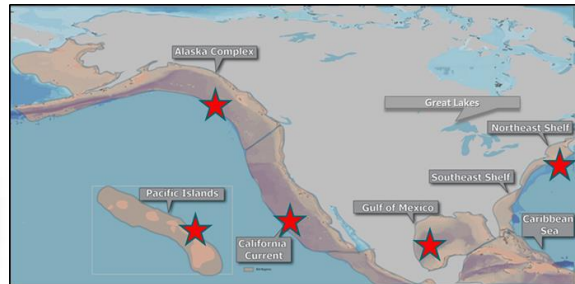 Alaska Complex
Great Lakes
Northeast Shelf
Southeast Shelf
Pacific Islands
Gulf of Mexico
Caribbean
Sea
California
Current